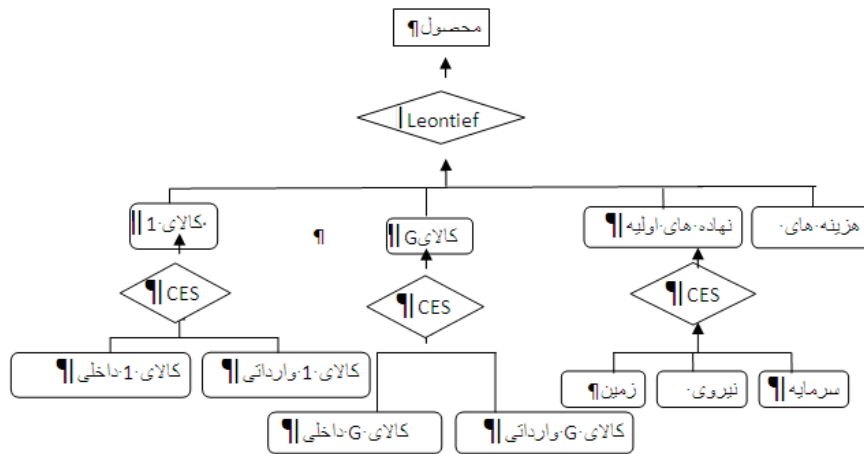 محصول¶
Leontief
کالای·1¶
¶
کالایG¶
نهاده·های·اولیه¶
هزینه·های·
¶CES
¶CES
¶CES
کالای·1·داخلی¶
کالای·1·وارداتی¶
زمین¶
نیروی·
سرمایه¶
کالای·G·داخلی¶
کالای·G·وارداتی¶